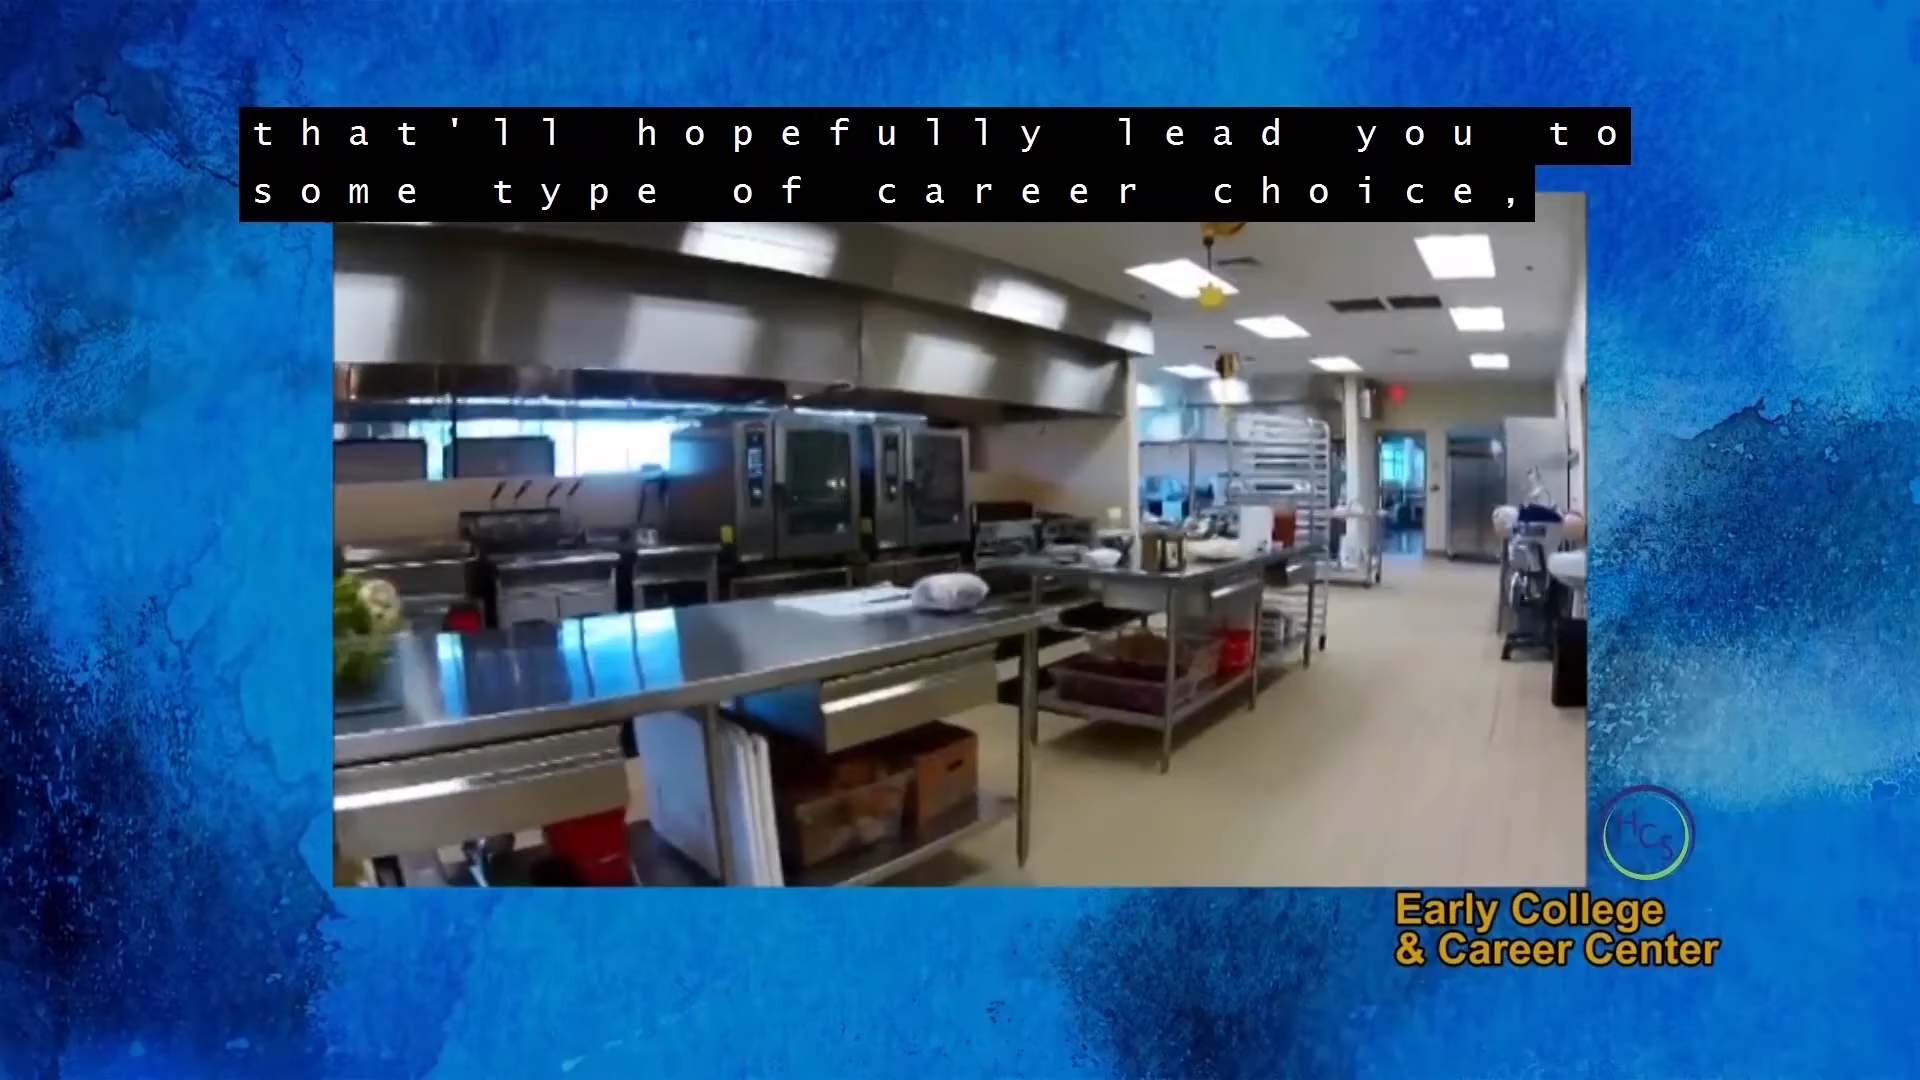 that'll hopefully lead you to
some type of career choice,
HCS
Early College
& Career Center